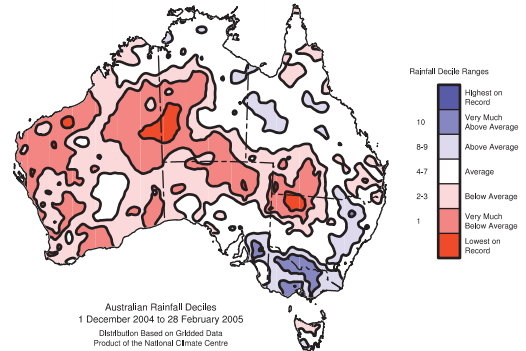 Rainfall Decile Ranges
Highest on
Record
10
Very Much
Above Average
8-9
Above Average
4-7
Average
2-3
Below Average
1
Very Much
Below Average
Lowest on
Record
Australian Rainfall Deciles
1 December 2004 to 28 February 2005
Distribution Based on Gridded Data
Product of the National Climate Centre